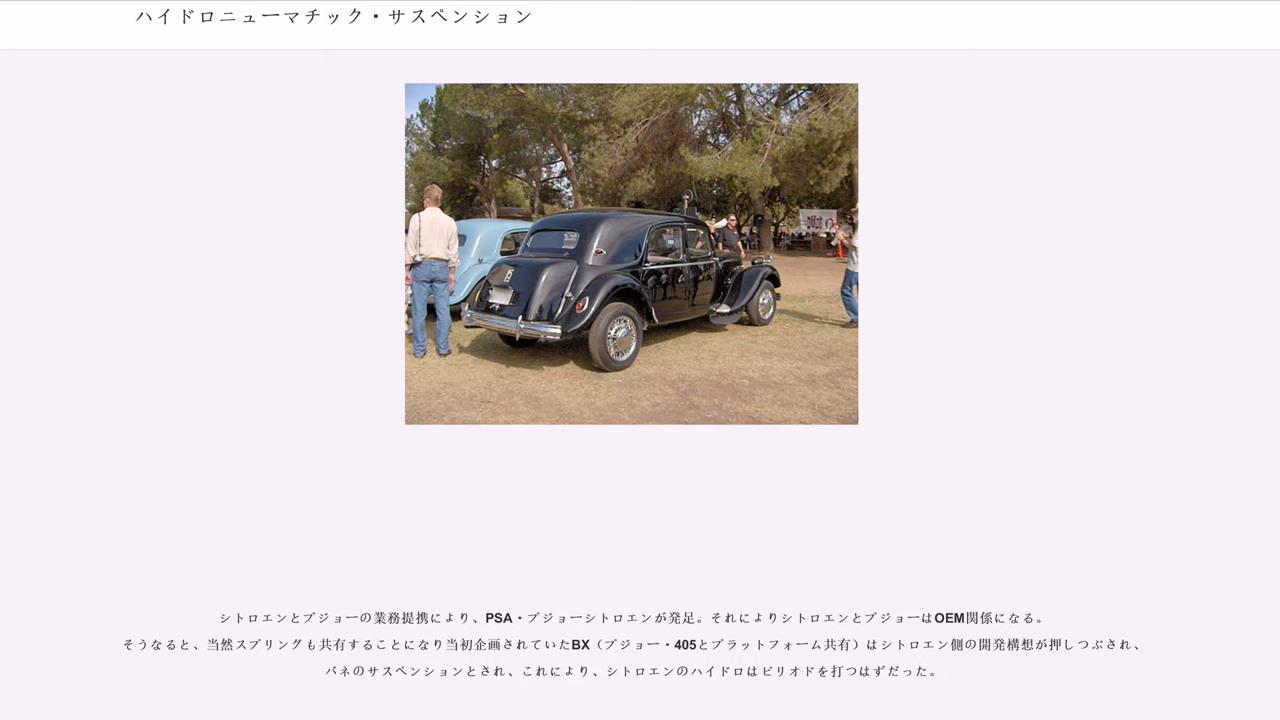 ハイドロニューマチック・サスペンション
シトロエンとプジョーの業務提携により、PSA・プジョーシトロエンが発足。それによりシトロエンとプジョーはOEM関係になる。
そうなると、当然スプリングも共有することになり当初企画されていたBX（プジョー・405とプラットフォーム共有）はシトロエン側の開発構想が押しつぶされ、
バネのサスペンションとされ、これにより、シトロエンのハイドロはピリオドを打つはずだった。